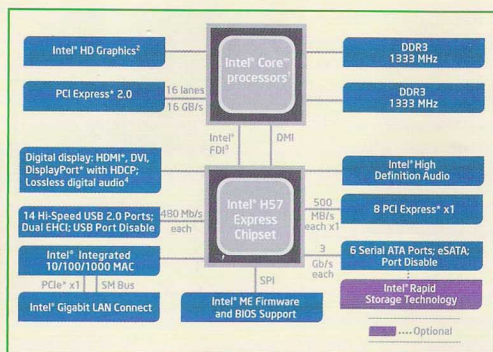 Intel® HD Graphics²
Intel® Core™
processors¹
DDR3
1333 MHz
PCI Express* 2.0
16 lanes
16 GB/s
DDR3
1333 MHz
Intel®
FDI³
DMI
Digital display: HDMI*, DVI,
DisplayPort* with HDCP;
Lossless digital audio⁴
Intel® High
Definition Audio
Intel® H57
Express
Chipset
14 Hi-Speed USB 2.0 Ports;
Dual EHCI; USB Port Disable
480 Mb/s
each
500
MB/s
each x1
8 PCI Express* x1
Intel® Integrated
10/100/1000 MAC
3
Gb/s
each
6 Serial ATA Ports; eSATA;
Port Disable
PCIe* x1
SM Bus
SPI
Intel® Gigabit LAN Connect
Intel® ME Firmware
and BIOS Support
Intel® Rapid
Storage Technology
.... Optional